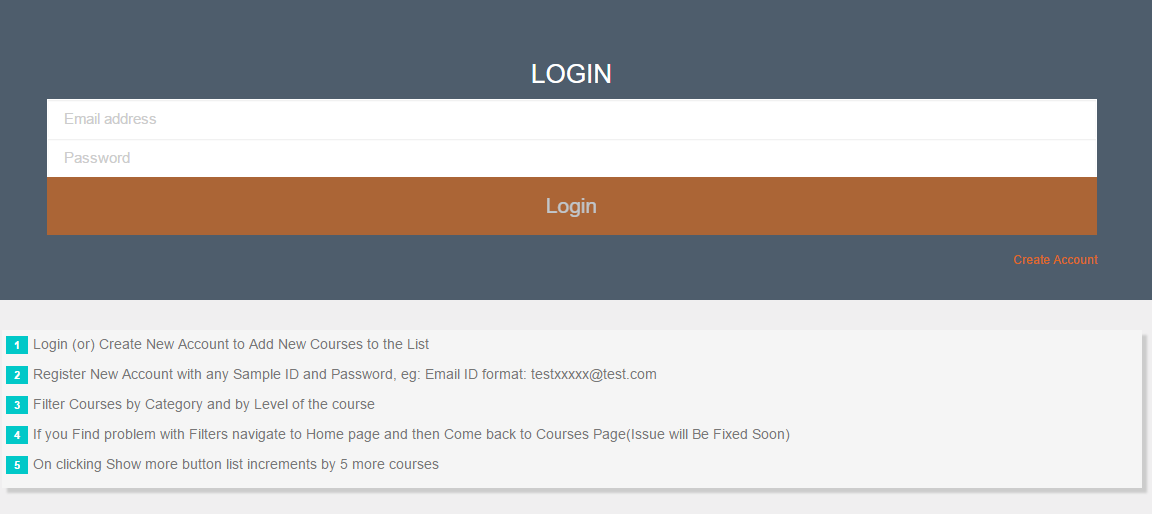 LOGIN
Email address
Password
Login
Create Account
1 Login (or) Create New Account to Add New Courses to the List
2 Register New Account with any Sample ID and Password, eg: Email ID format: testxxxxx@test.com
3 Filter Courses by Category and by Level of the course
4 If you Find problem with Filters navigate to Home page and then Come back to Courses Page(Issue will Be Fixed Soon)
5 On clicking Show more button list increments by 5 more courses